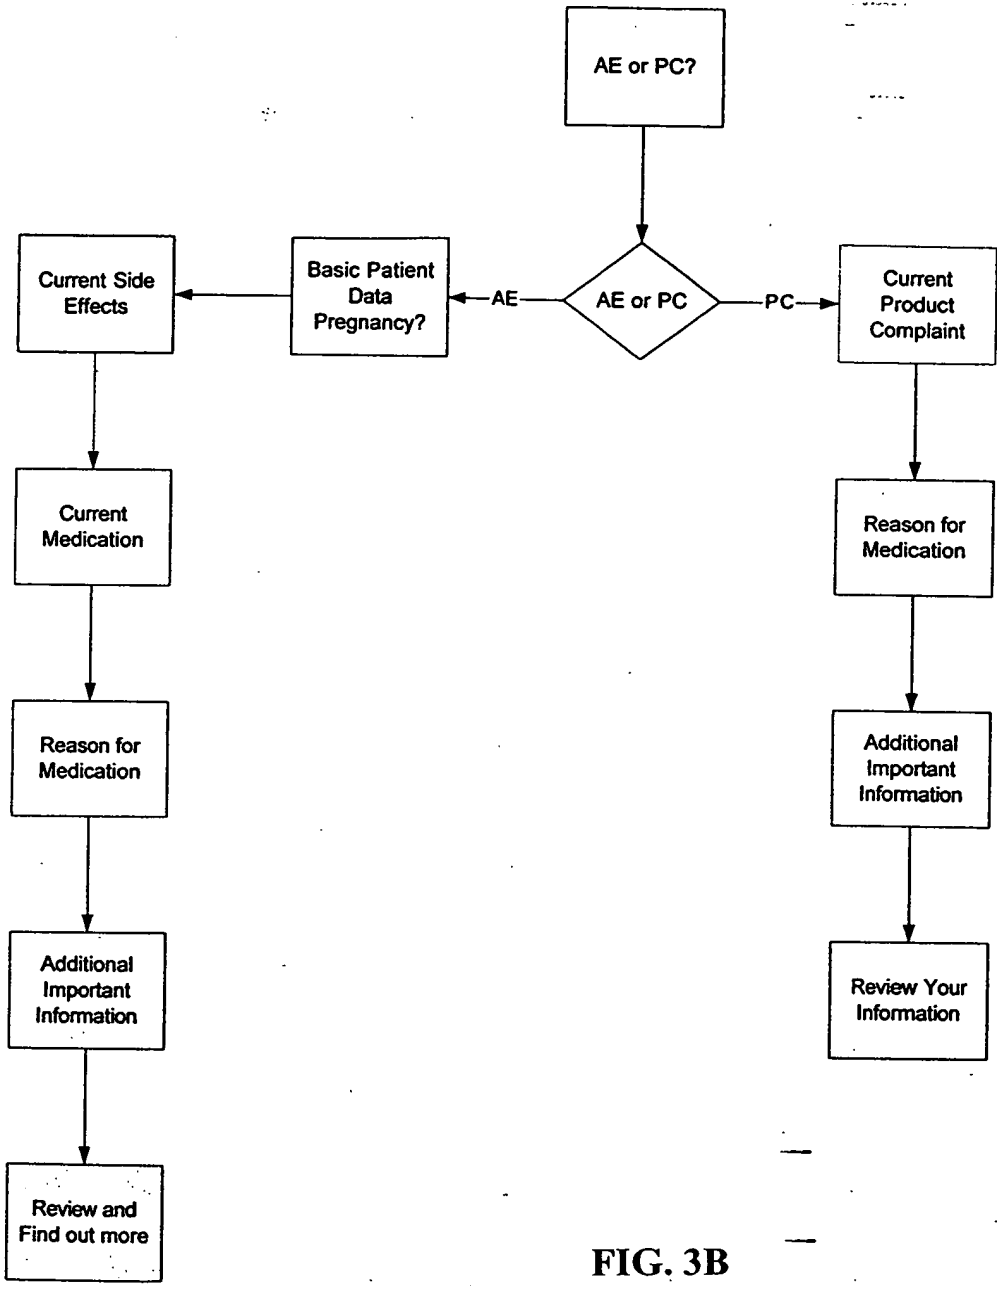 AE or PC?
AE or PC
AE
PC
Basic Patient
Data
Pregnancy?
Current Side
Effects
Current
Medication
Reason for
Medication
Additional
Important
Information
Review and
Find out more
Current
Product
Complaint
Reason for
Medication
Additional
Important
Information
Review Your
Information
FIG. 3B